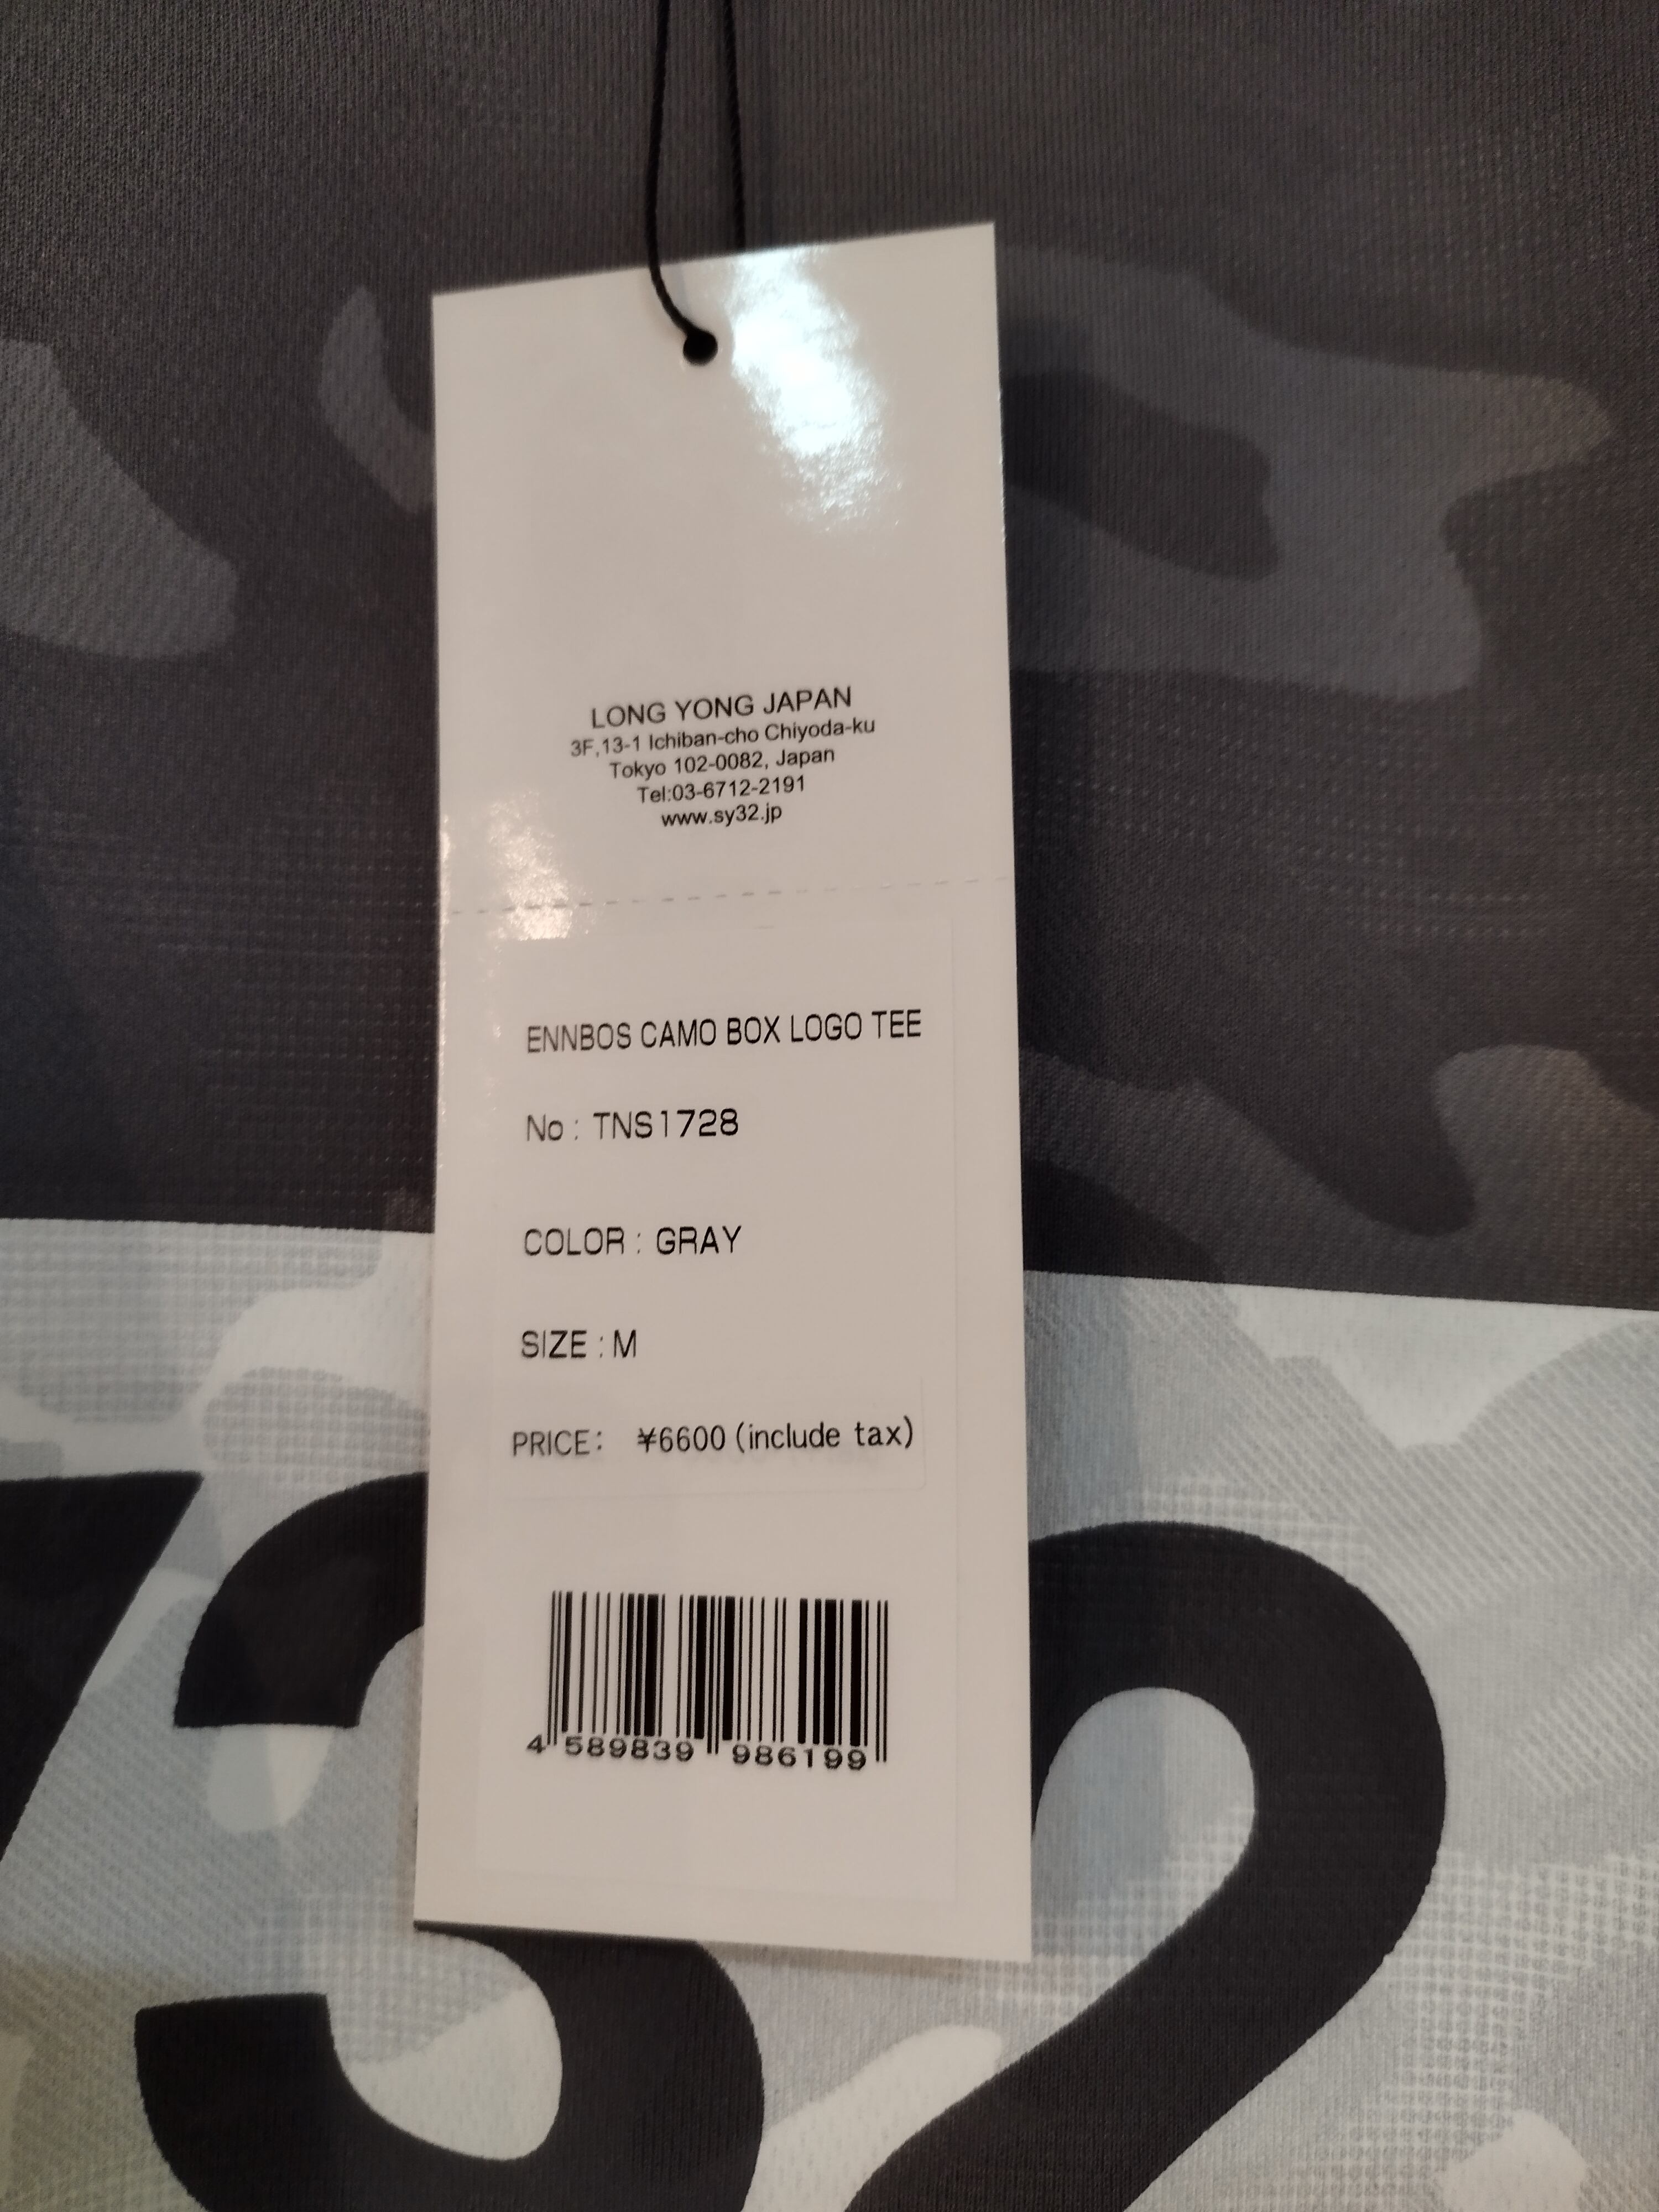 LONG YONG JAPAN
3F,13-1 Ichiban-cho Chiyoda-ku
Tokyo 102-0082, Japan
Tel:03-6712-2191
www.sy32.jp
ENNBOS CAMO BOX LOGO TEE
No : TNS1728
COLOR : GRAY
SIZE : M
PRICE: ¥6600 (include tax)
4 589839 986199
32